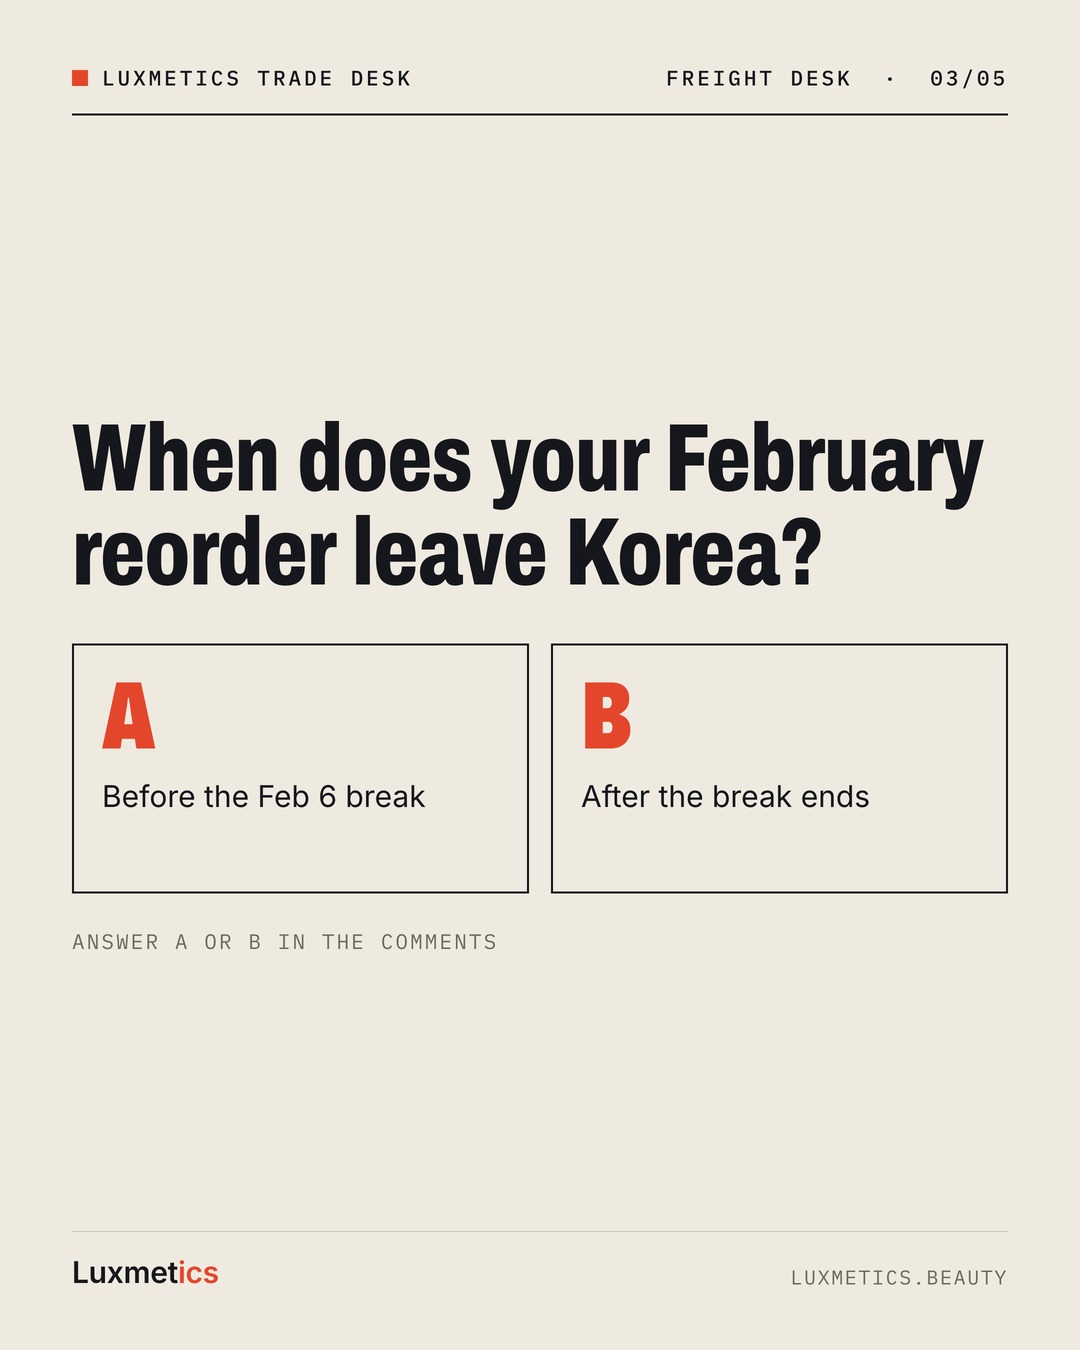 LUXMETICS TRADE DESK
FREIGHT DESK · 03/05
When does your February
reorder leave Korea?
A
Before the Feb 6 break
B
After the break ends
ANSWER A OR B IN THE COMMENTS
Luxmetics
LUXMETICS.BEAUTY